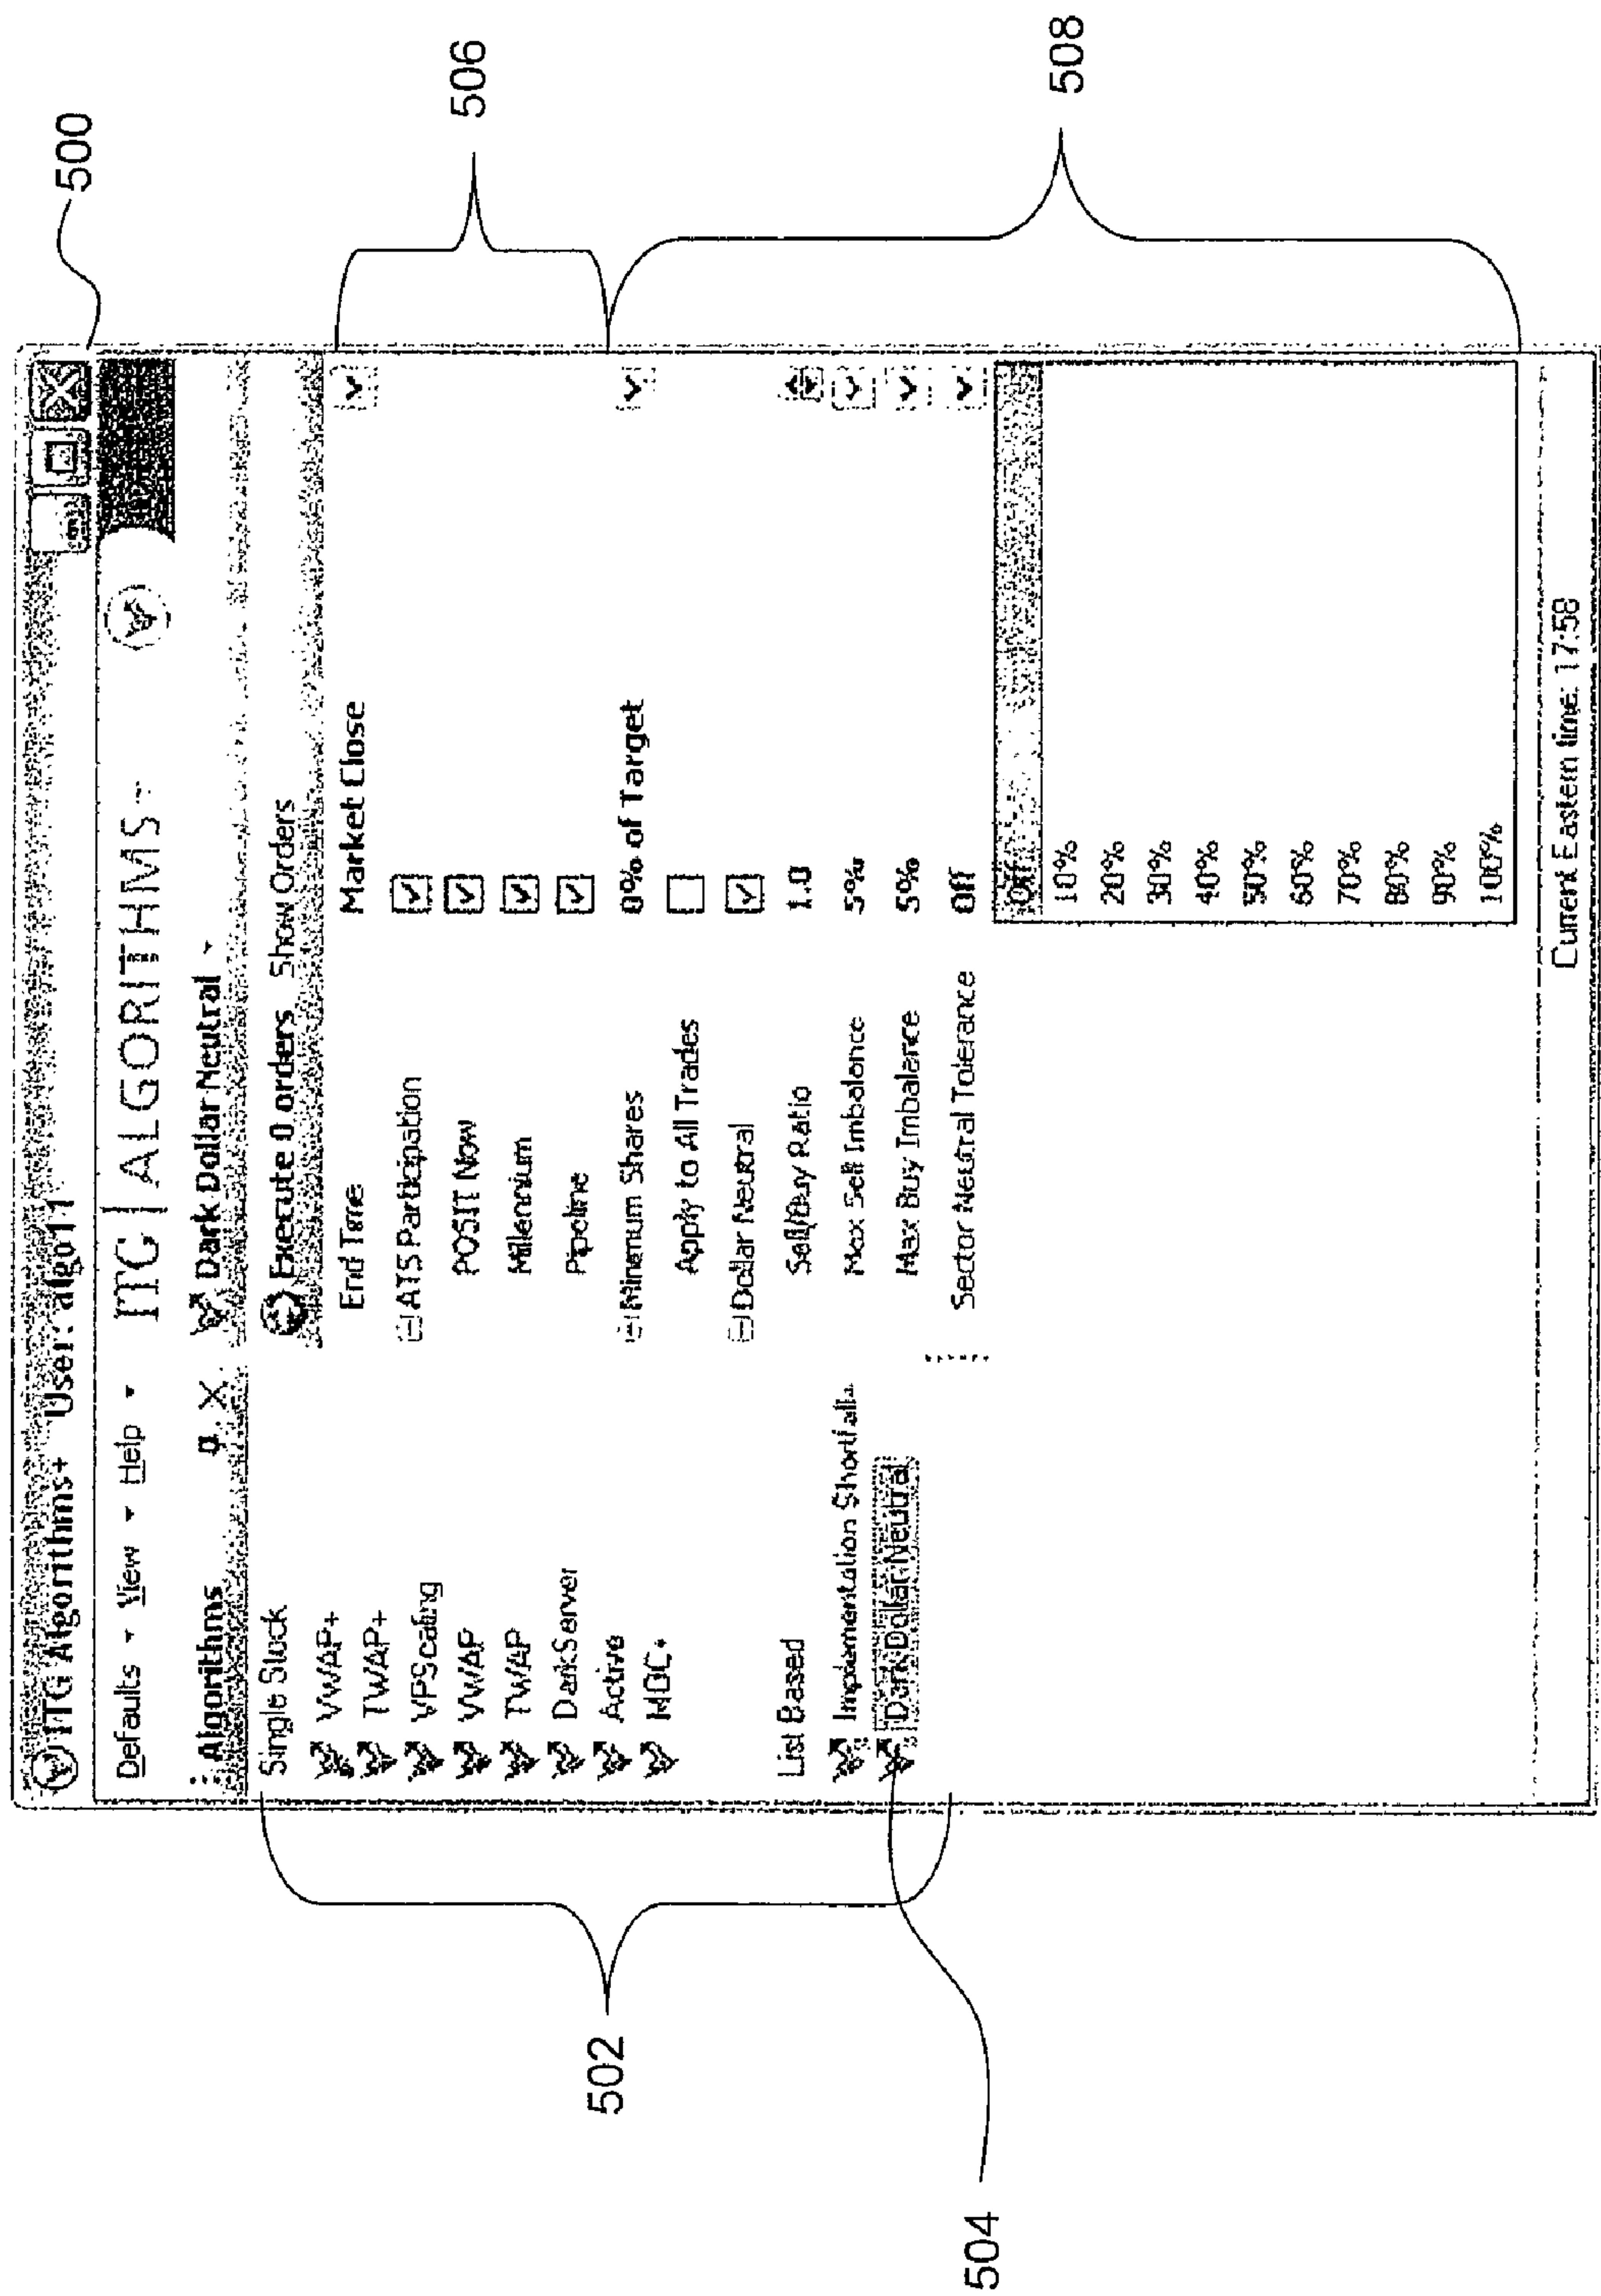 500
ITG Algorithms+ User: algo11
Defaults View Help ITG | ALGORITHMS
Algorithms
Dark Dollar Neutral
Single Stock
Execute 0 orders Show Orders
VWAP+
TWAP+
VPScaling
VWAP
TWAP
DarkServer
Active
MOC+
List Based
Implementation Shortfall+
DarkDollarNeutral
End Time Market Close
ATS Participation
POSIT Now
Millennium
Pipeline
Minimum Shares 0% of Target
Apply to All Trades
Dollar Neutral
Sell/Buy Ratio 1.0
Max Sell Imbalance 5%
Max Buy Imbalance 5%
Sector Neutral Tolerance Off
Off
10%
20%
30%
40%
50%
60%
70%
80%
90%
100%
Current Eastern time: 17:58
502
504
506
508